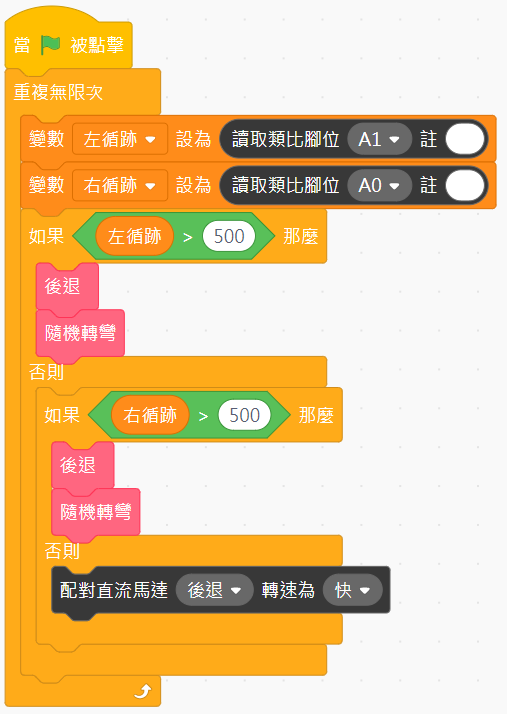 當 被點擊
重複無限次
變數 左循跡 設為 讀取類比腳位 A1 註
變數 右循跡 設為 讀取類比腳位 A0 註
如果 左循跡 > 500 那麼
後退
隨機轉彎
否則
如果 右循跡 > 500 那麼
後退
隨機轉彎
否則
配對直流馬達 後退 轉速為 快